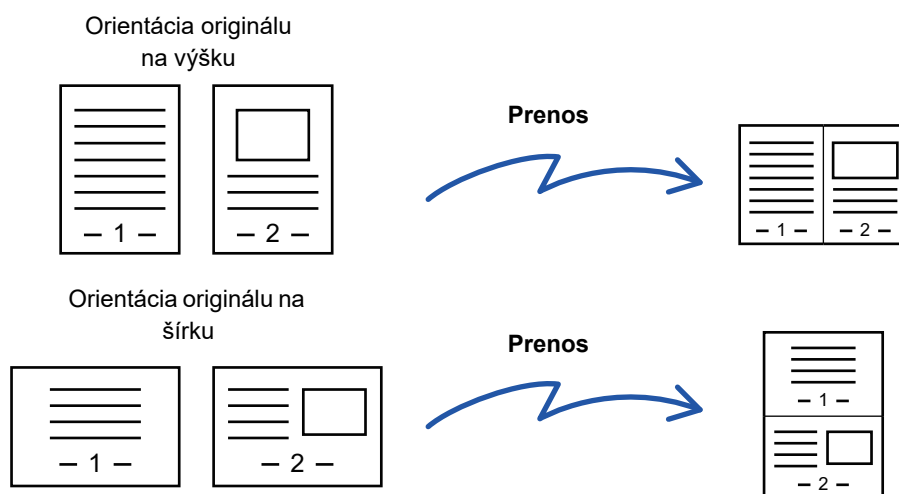 Orientácia originálu
na výšku
Prenos
– 1 –
– 2 –
– 1 –
– 2 –
Orientácia originálu na
šírku
Prenos
– 1 –
– 2 –
– 1 –
– 2 –